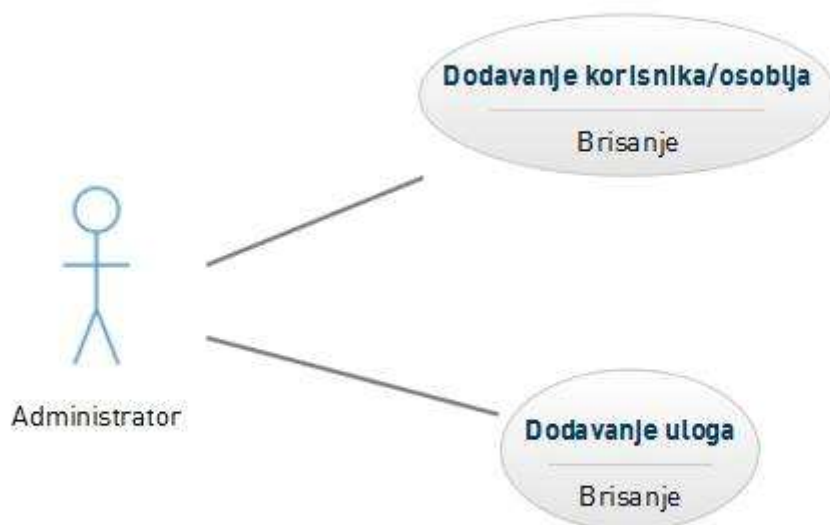 Dodavanje korisnika/osoblja
Brisanje
Administrator
Dodavanje uloga
Brisanje